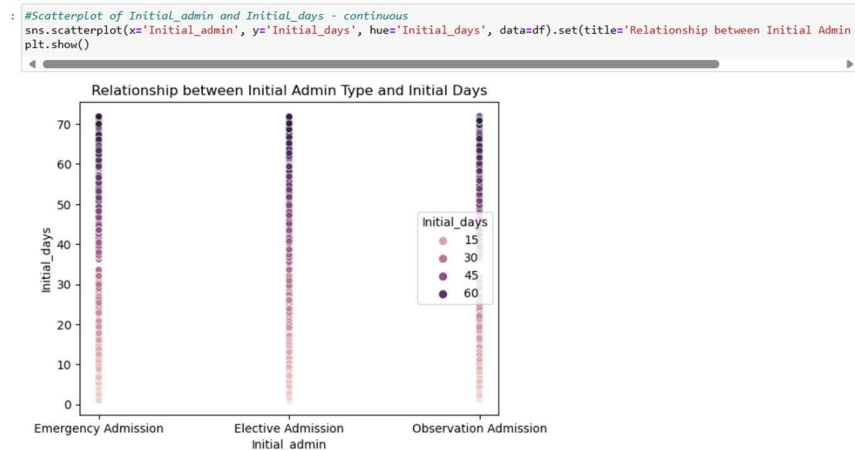 : #Scatterplot of Initial_admin and Initial_days - continuous
sns.scatterplot(x='Initial_admin', y='Initial_days', hue='Initial_days', data=df).set(title='Relationship between Initial Admin
plt.show()
Relationship between Initial Admin Type and Initial Days
70
60
50
40
30
20
10
0
Initial_days
Initial_days
15
30
45
60
Emergency Admission
Elective Admission
Observation Admission
Initial_admin